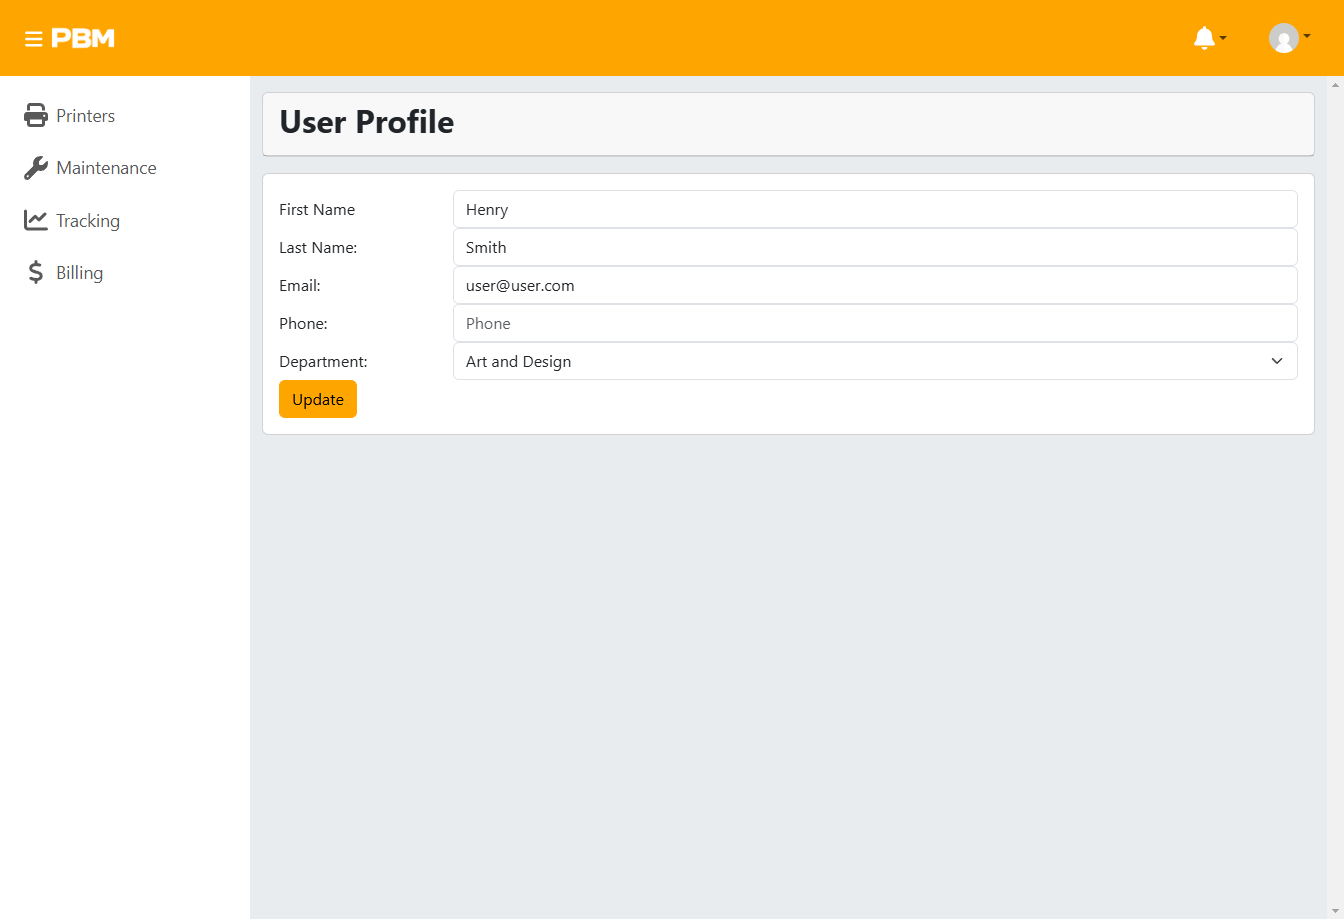 PBM
Printers
Maintenance
Tracking
Billing
User Profile
First Name Henry
Last Name: Smith
Email: user@user.com
Phone: Phone
Department: Art and Design
Update